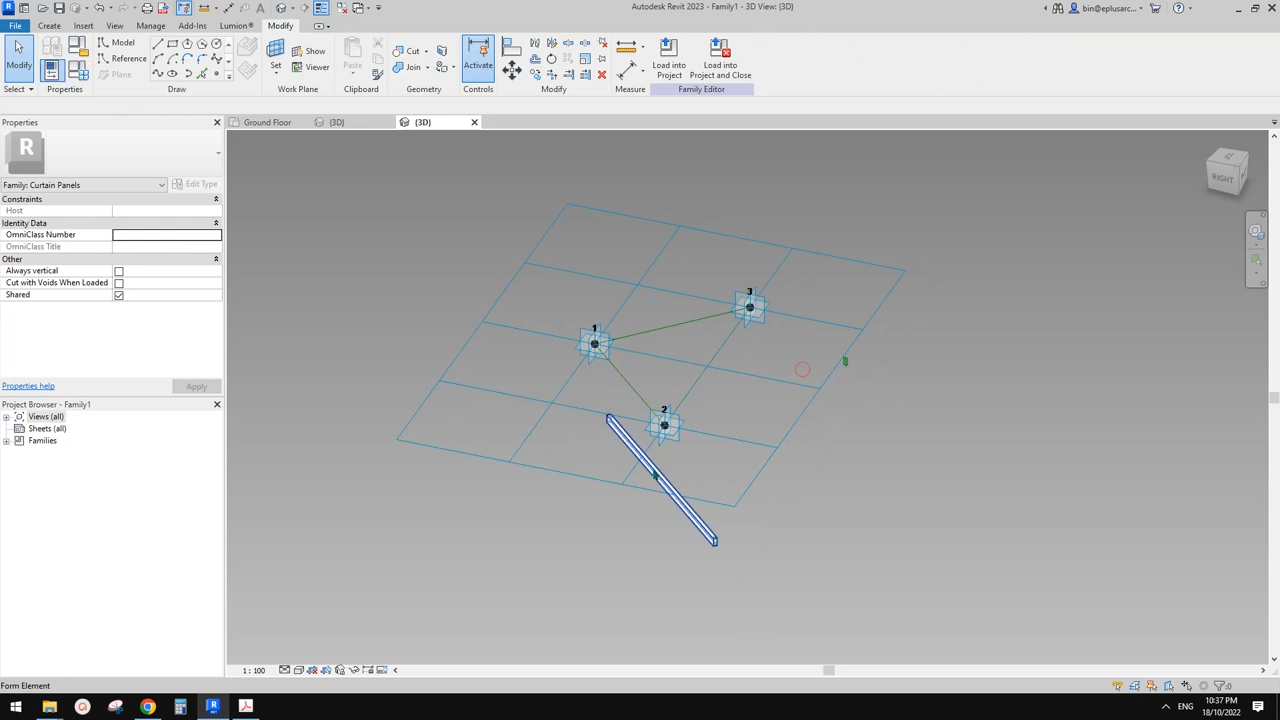 Autodesk Revit 2023 - Family1 - 3D View: {3D}
bin@eplusarc...
File Create Insert View Manage Add-Ins Lumion® Modify
Modify
Model
Reference
Plane
Set
Show
Viewer
Paste
Cut
Join
Activate
Load into
Project
Load into
Project and Close
Select Properties Draw Work Plane Clipboard Geometry Controls Modify Measure Family Editor
Properties
Ground Floor
{3D}
{3D}
R
Family: Curtain Panels
Edit Type
Constraints
Host
Identity Data
OmniClass Number
OmniClass Title
Other
Always vertical
Cut with Voids When Loaded
Shared
Properties help
Apply
Project Browser - Family1
Views (all)
Sheets (all)
Families
RIGHT
3
1
2
1 : 100
Form Element
:0
ENG
10:37 PM
18/10/2022